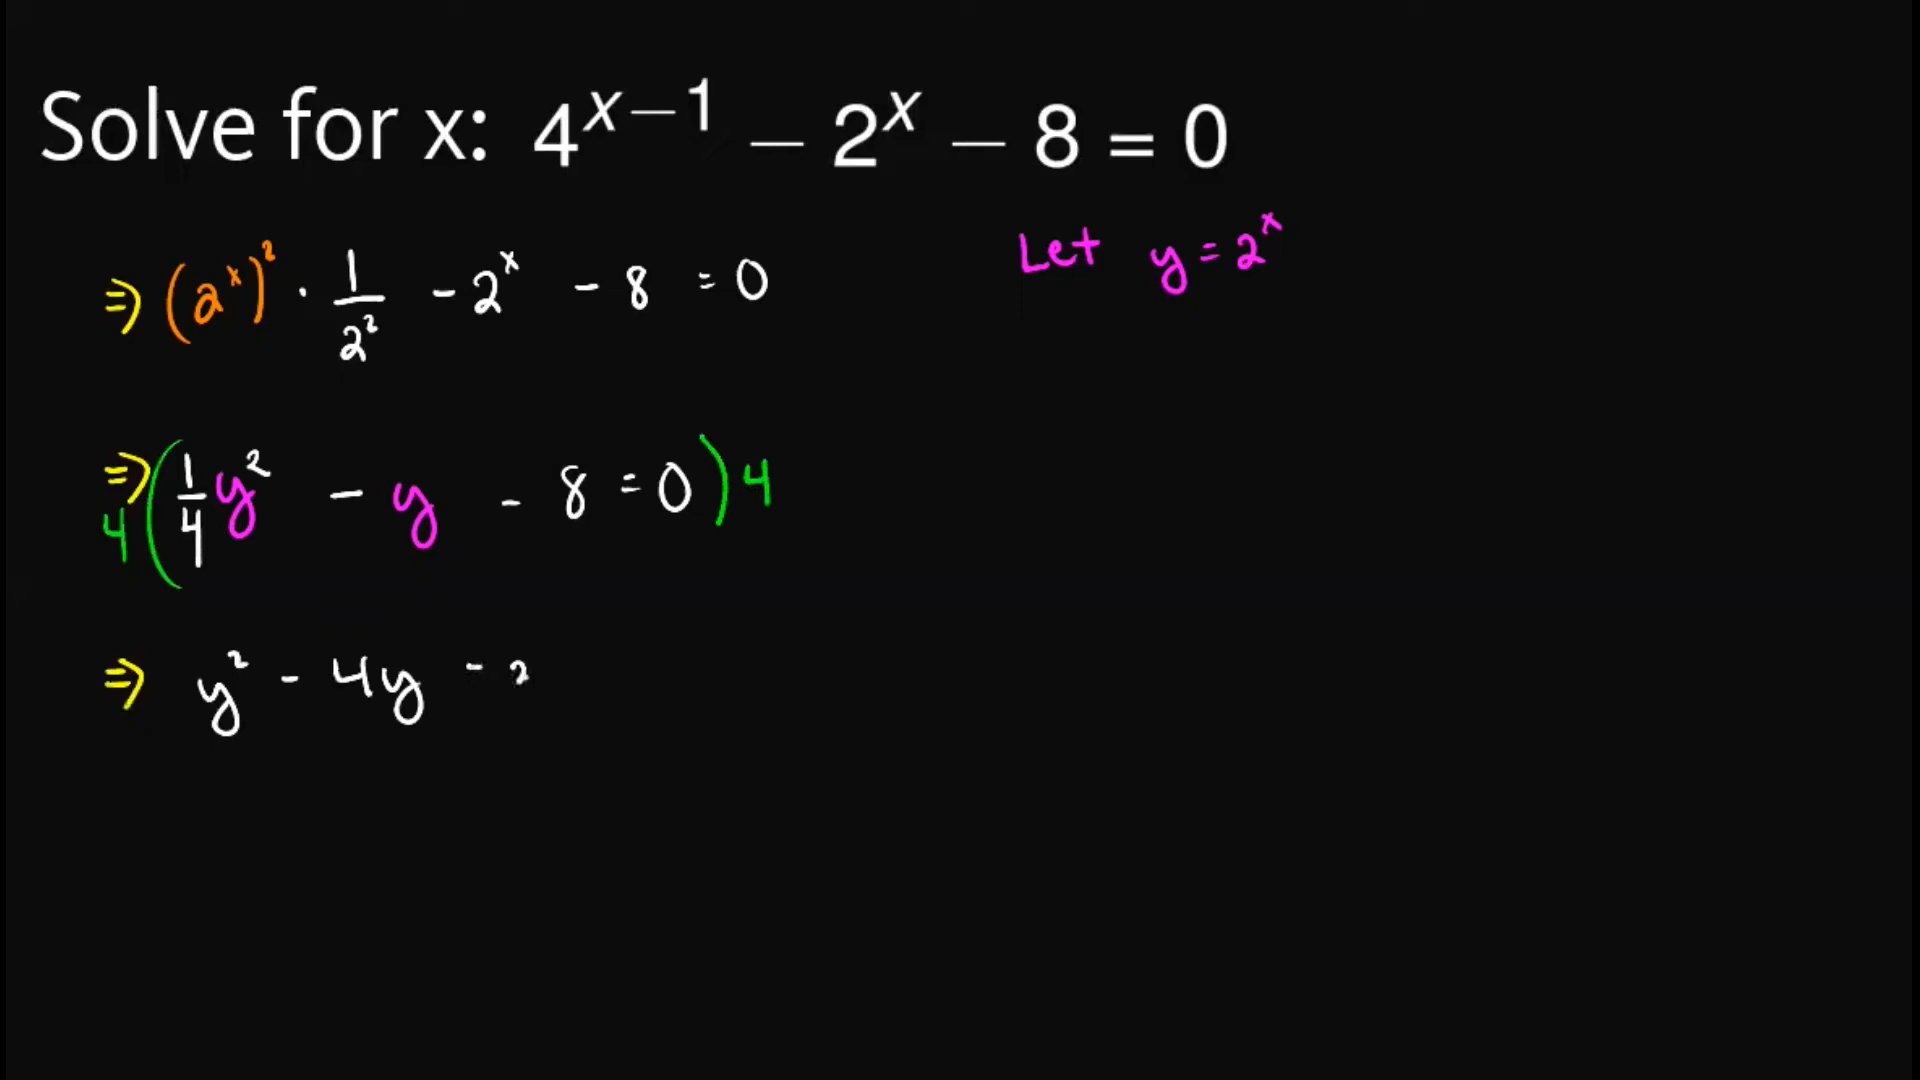 Solve for x: 4^{x−1} − 2^x − 8 = 0
Let y = 2^x
⇒ (2^x)^2 · 1/2^2 - 2^x - 8 = 0
⇒ 4(1/4 y^2 - y - 8 = 0)4
⇒ y^2 - 4y - 3